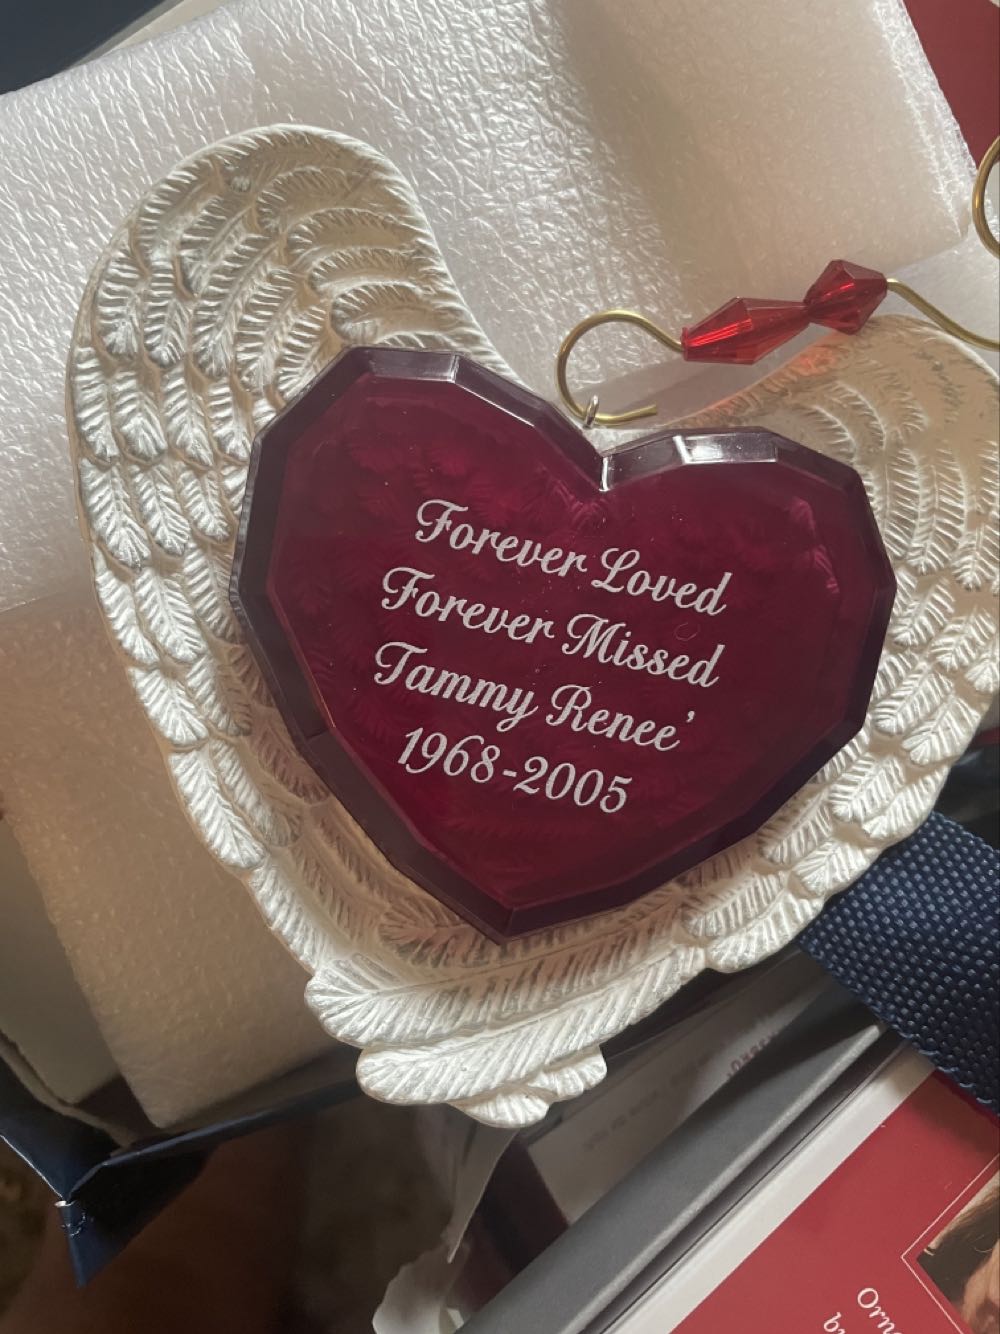 Forever Loved
Forever Missed
Tammy Renee'
1968-2005